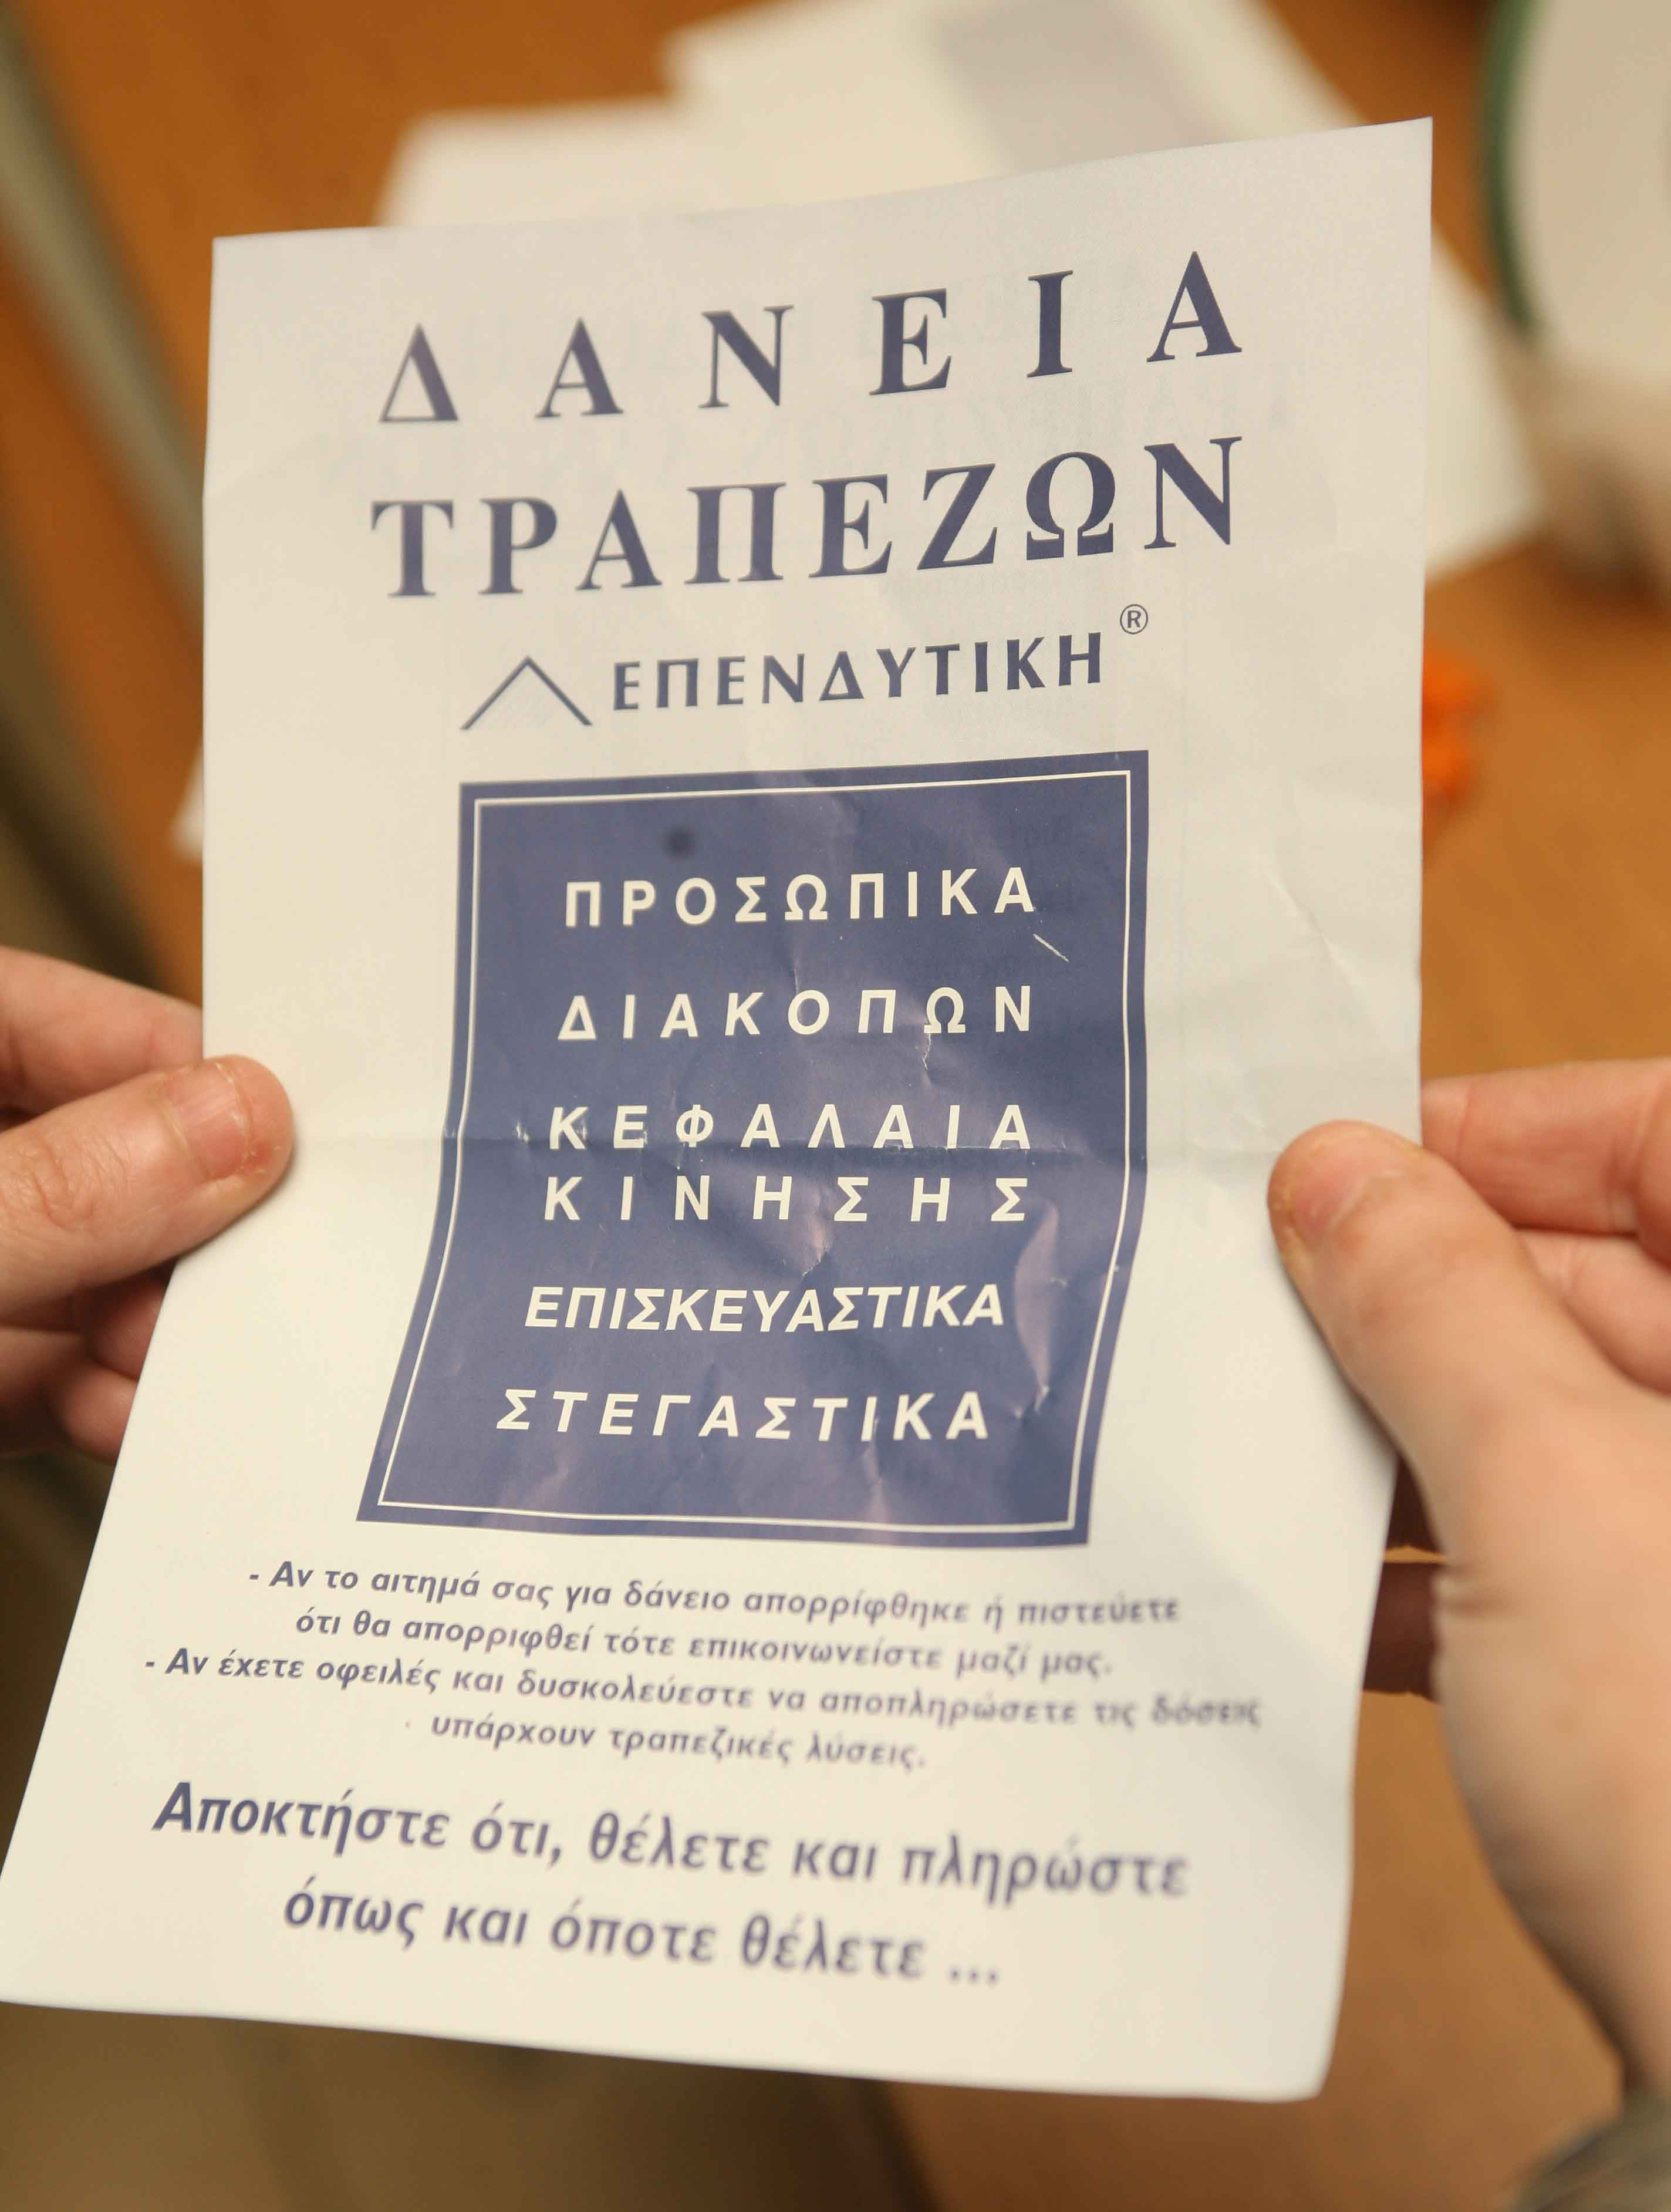 ΔΑΝΕΙΑ
ΤΡΑΠΕΖΩΝ
ΕΠΕΝΔΥΤΙΚΗ ®
ΠΡΟΣΩΠΙΚΑ
ΔΙΑΚΟΠΩΝ
ΚΕΦΑΛΑΙΑ
ΚΙΝΗΣΗΣ
ΕΠΙΣΚΕΥΑΣΤΙΚΑ
ΣΤΕΓΑΣΤΙΚΑ
- Αν το αιτημά σας για δάνειο απορρίφθηκε ή πιστεύετε
ότι θα απορριφθεί τότε επικοινωνείστε μαζί μας.
- Αν έχετε οφειλές και δυσκολεύεστε να αποπληρώσετε τις δόσεις
υπάρχουν τραπεζικές λύσεις.
Αποκτήστε ότι, θέλετε και πληρώστε
όπως και όποτε θέλετε ...